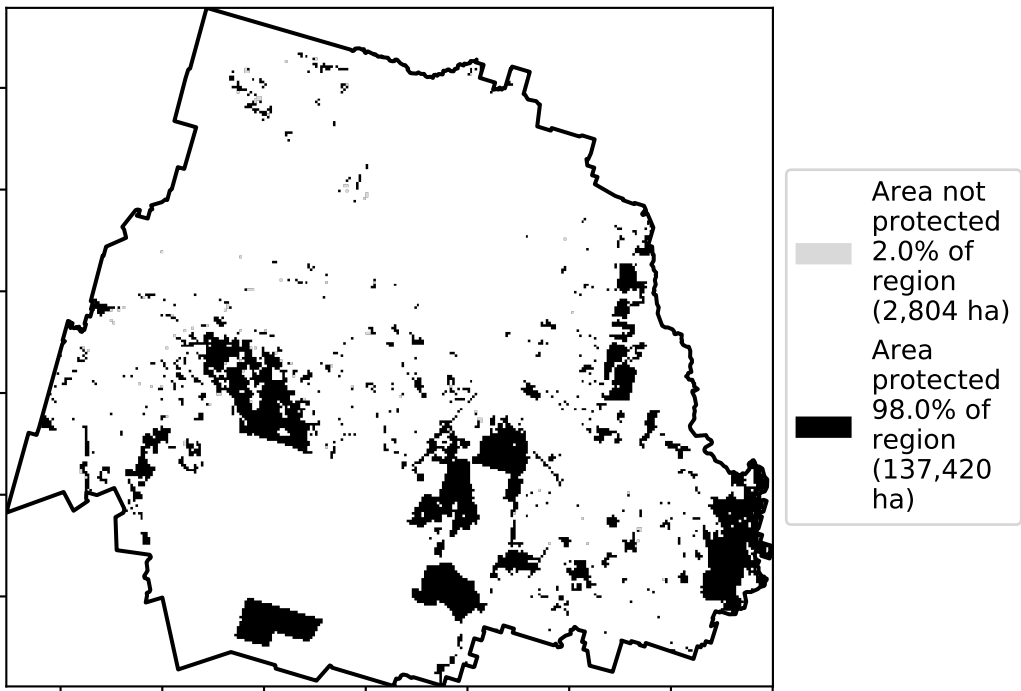 Area not
protected
2.0% of
region
(2,804 ha)
Area
protected
98.0% of
region
(137,420
ha)